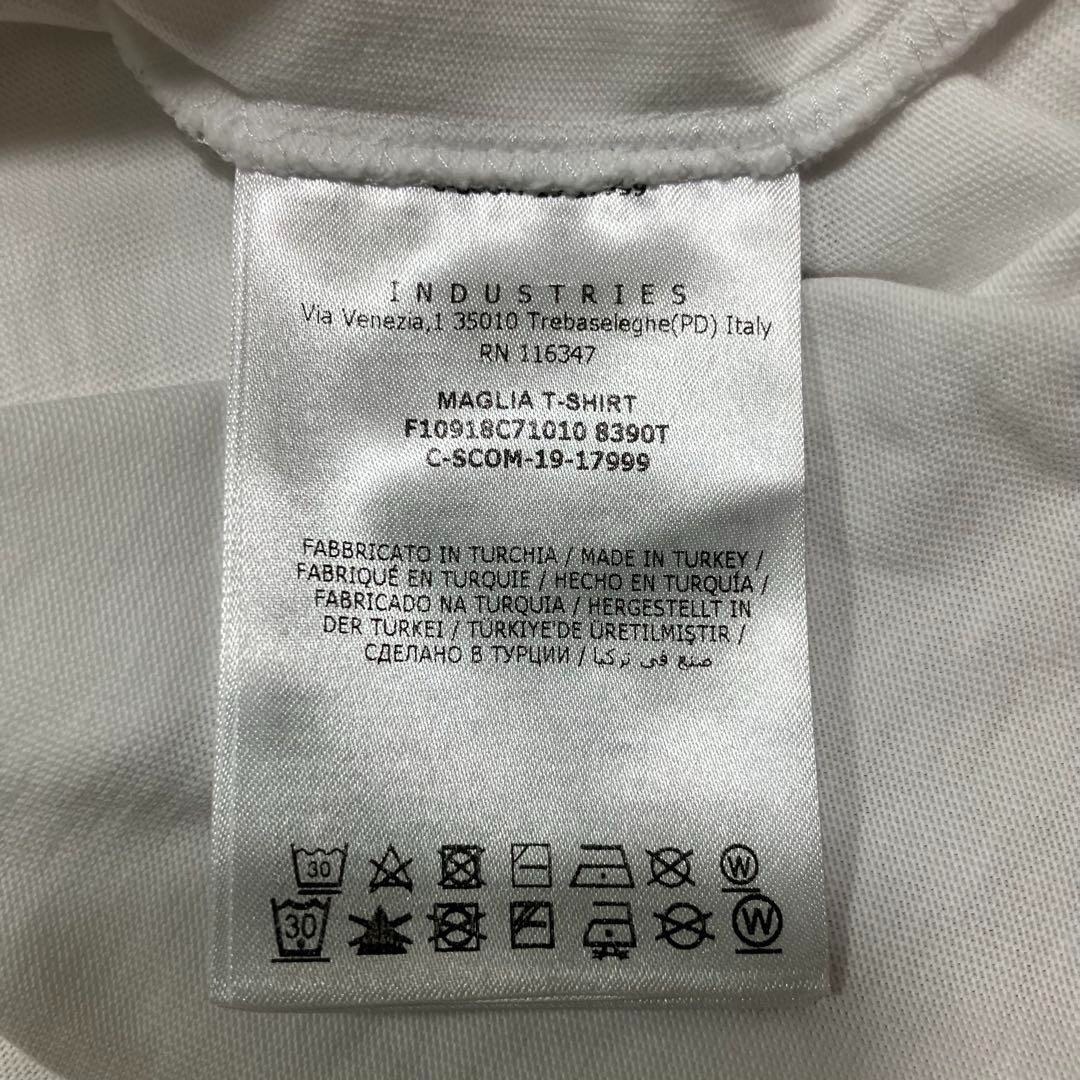 INDUSTRIES
Via Venezia,1 35010 Trebaseleghe(PD) Italy
RN 116347
MAGLIA T-SHIRT
F10918C71010 8390T
C-SCOM-19-17999
FABBRICATO IN TURCHIA / MADE IN TURKEY /
FABRIQUÉ EN TURQUIE / HECHO EN TURQUÍA /
FABRICADO NA TURQUIA / HERGESTELLT IN
DER TURKEI / TÜRKIYE'DE ÜRETILMIŞTIR /
СДЕЛАНО В ТУРЦИИ / صنع في تركيا
30 W
30 W